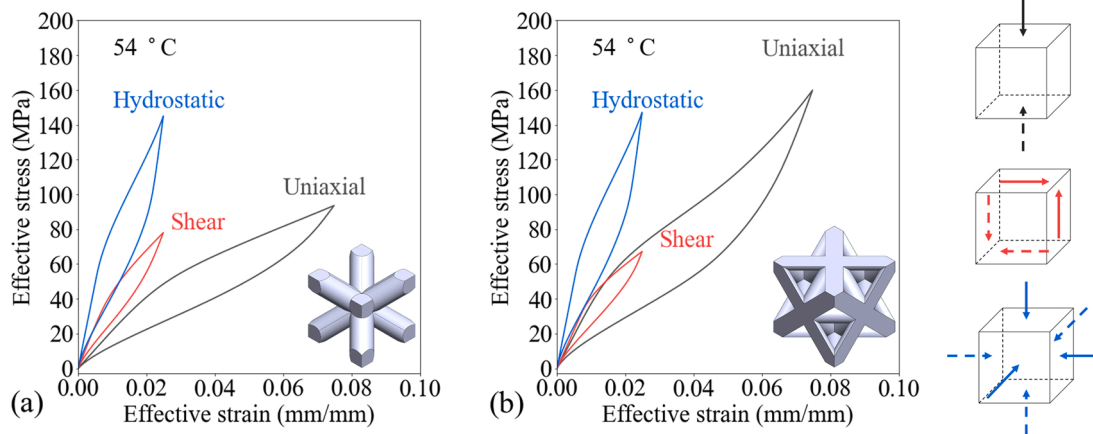 200
180
160
140
120
100
80
60
40
20
0
Effective stress (MPa)
54 °C
Hydrostatic
Uniaxial
Shear
0.00 0.02 0.04 0.06 0.08 0.10
(a) Effective strain (mm/mm)
200
180
160
140
120
100
80
60
40
20
0
Effective stress (MPa)
54 °C
Uniaxial
Hydrostatic
Shear
0.00 0.02 0.04 0.06 0.08 0.10
(b) Effective strain (mm/mm)